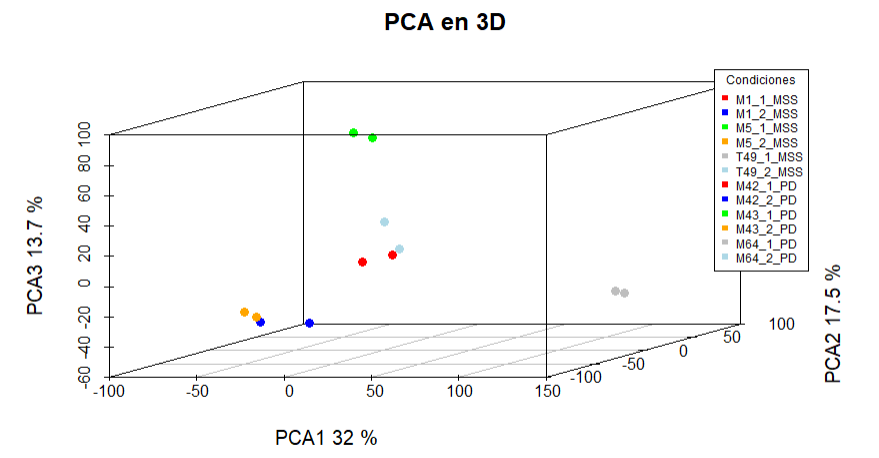 PCA en 3D
Condiciones
M1_1_MSS
M1_2_MSS
M5_1_MSS
M5_2_MSS
T49_1_MSS
T49_2_MSS
M42_1_PD
M42_2_PD
M43_1_PD
M43_2_PD
M64_1_PD
M64_2_PD
PCA3 13.7 %
100
80
60
40
20
0
-20
-40
-60
-100
-50
0
50
100
150
PCA1 32 %
-100
-50
0
50
100
PCA2 17.5 %